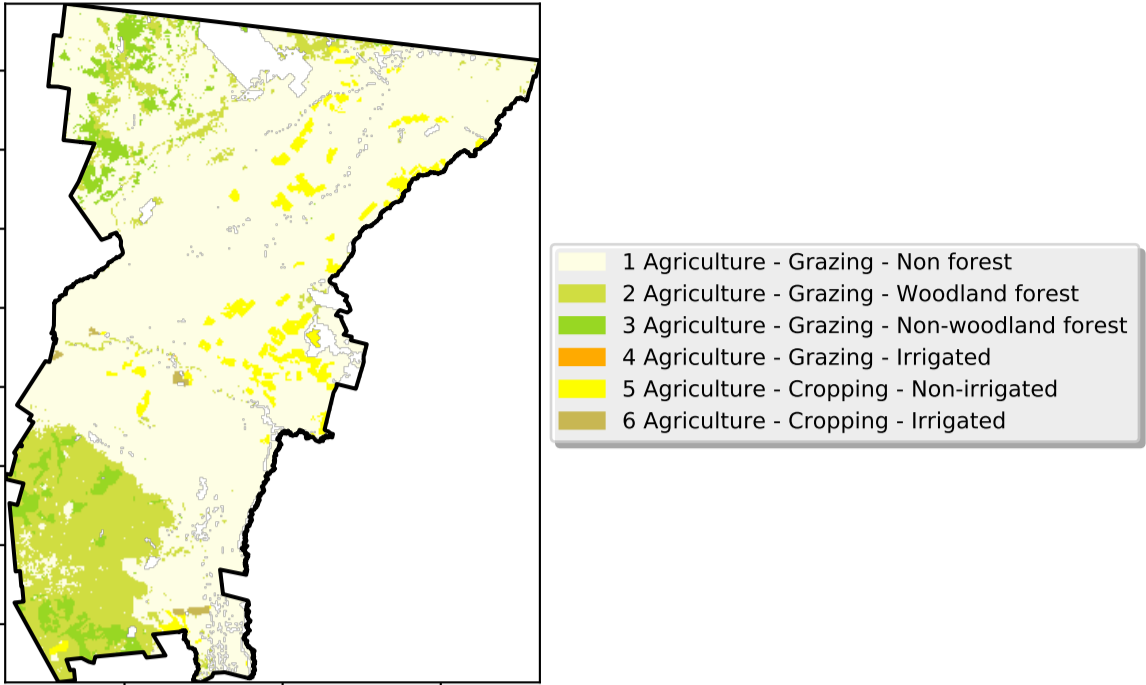 1 Agriculture - Grazing - Non forest
2 Agriculture - Grazing - Woodland forest
3 Agriculture - Grazing - Non-woodland forest
4 Agriculture - Grazing - Irrigated
5 Agriculture - Cropping - Non-irrigated
6 Agriculture - Cropping - Irrigated